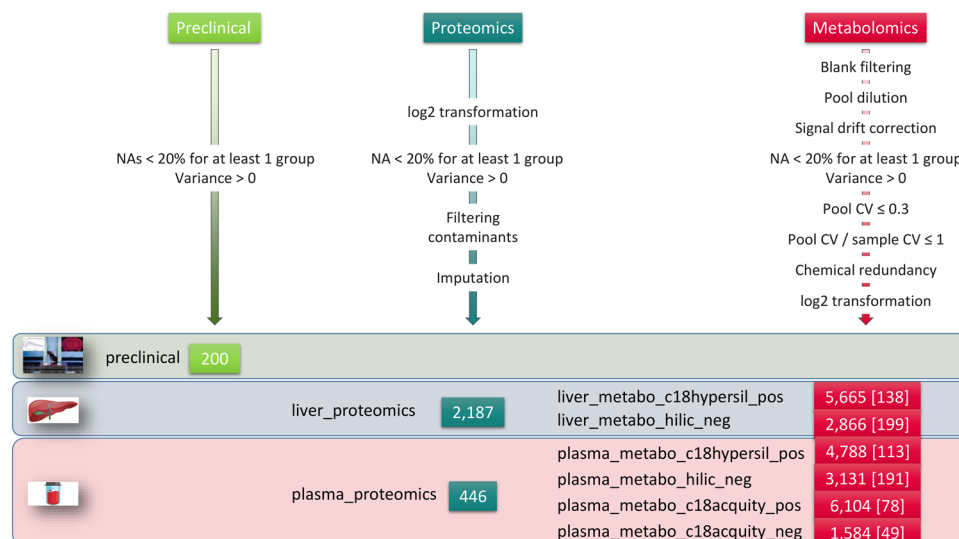 Preclinical
Proteomics
Metabolomics
Blank filtering
Pool dilution
log2 transformation
Signal drift correction
NAs < 20% for at least 1 group
Variance > 0
NA < 20% for at least 1 group
Variance > 0
NA < 20% for at least 1 group
Variance > 0
Filtering
contaminants
Pool CV ≤ 0.3
Pool CV / sample CV ≤ 1
Imputation
Chemical redundancy
log2 transformation
preclinical 200
liver_proteomics 2,187
liver_metabo_c18hypersil_pos 5,665 [138]
liver_metabo_hilic_neg 2,866 [199]
plasma_proteomics 446
plasma_metabo_c18hypersil_pos 4,788 [113]
plasma_metabo_hilic_neg 3,131 [191]
plasma_metabo_c18acquity_pos 6,104 [78]
plasma_metabo_c18acquity_neg 1,584 [49]